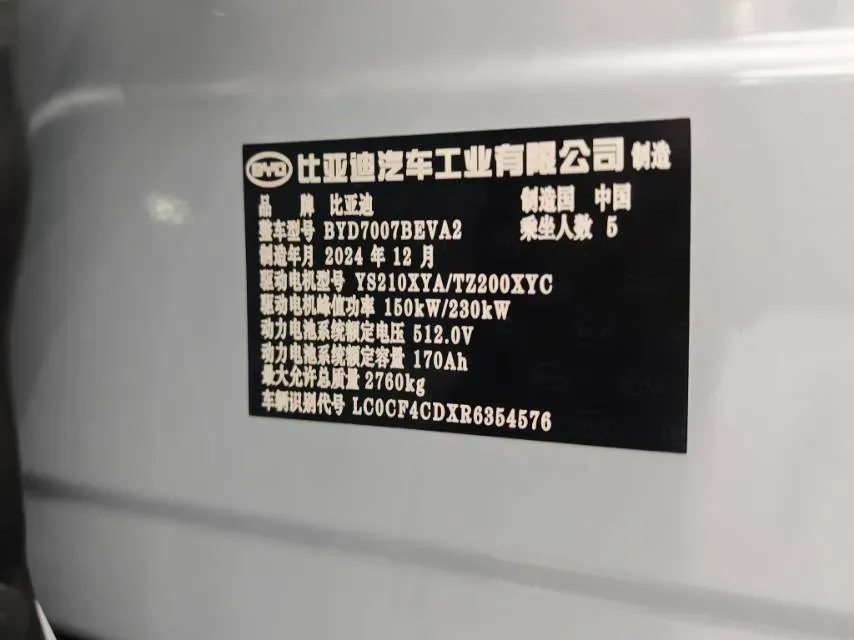 BYD 比亚迪汽车工业有限公司 制造
品 牌 比亚迪 制造国 中国
整车型号 BYD7007BEVA2 乘坐人数 5
制造年月 2024 年 12 月
驱动电机型号 YS210XYA/TZ200XYC
驱动电机峰值功率 150kW/230kW
动力电池系统额定电压 512.0V
动力电池系统额定容量 170Ah
最大允许总质量 2760kg
车辆识别代号 LC0CF4CDXR6354576